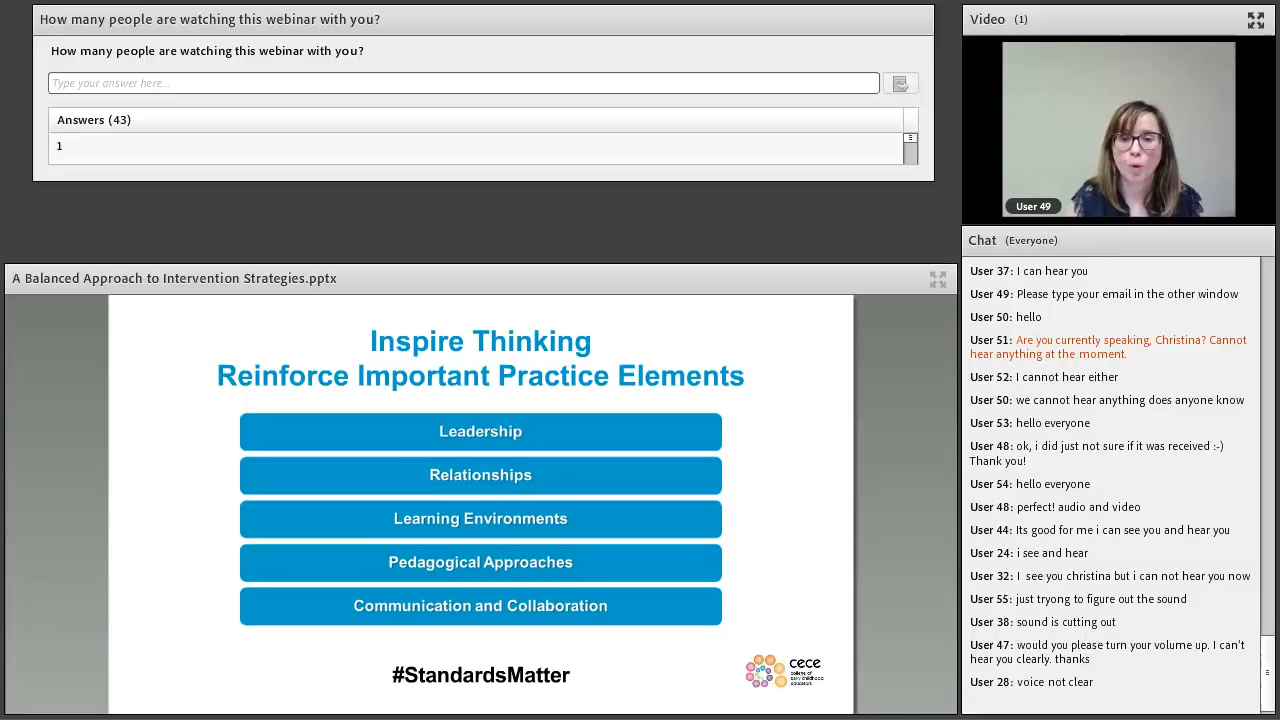 How many people are watching this webinar with you?
How many people are watching this webinar with you?
Type your answer here...
Answers (43)
1
A Balanced Approach to Intervention Strategies.pptx
Inspire Thinking
Reinforce Important Practice Elements
Leadership
Relationships
Learning Environments
Pedagogical Approaches
Communication and Collaboration
#StandardsMatter
cece
college of
early childhood
educators
Video (1)
User 49
Chat (Everyone)
User 37: I can hear you
User 49: Please type your email in the other window
User 50: hello
User 51: Are you currently speaking, Christina? Cannot
hear anything at the moment.
User 52: I cannot hear either
User 50: we cannot hear anything does anyone know
User 53: hello everyone
User 48: ok, i did just not sure if it was received :-)
Thank you!
User 54: hello everyone
User 48: perfect! audio and video
User 44: Its good for me i can see you and hear you
User 24: i see and hear
User 32: I see you christina but i can not hear you now
User 55: just tryong to figure out the sound
User 38: sound is cutting out
User 47: would you please turn your volume up. I can't
hear you clearly. thanks
User 28: voice not clear